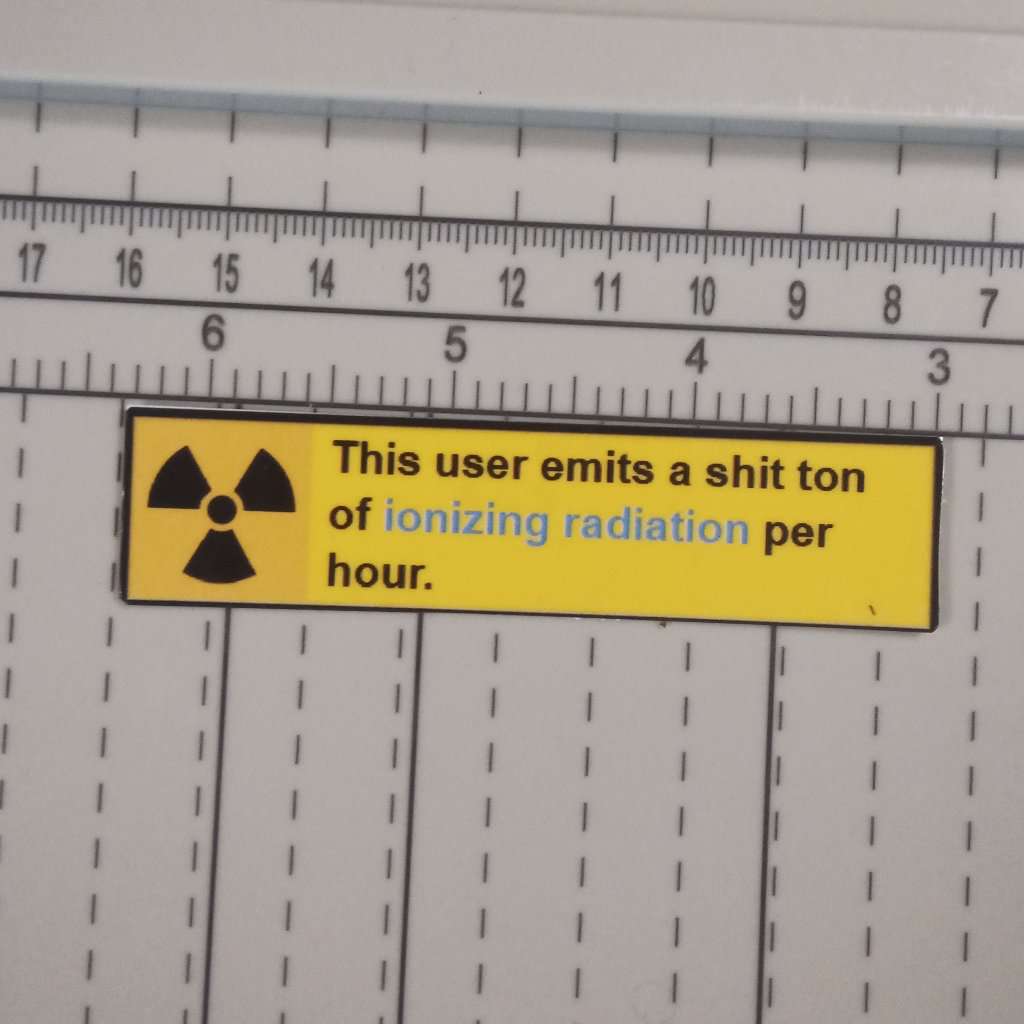 17 16 15 14 13 12 11 10 9 8 7
6 5 4 3
This user emits a shit ton
of ionizing radiation per
hour.